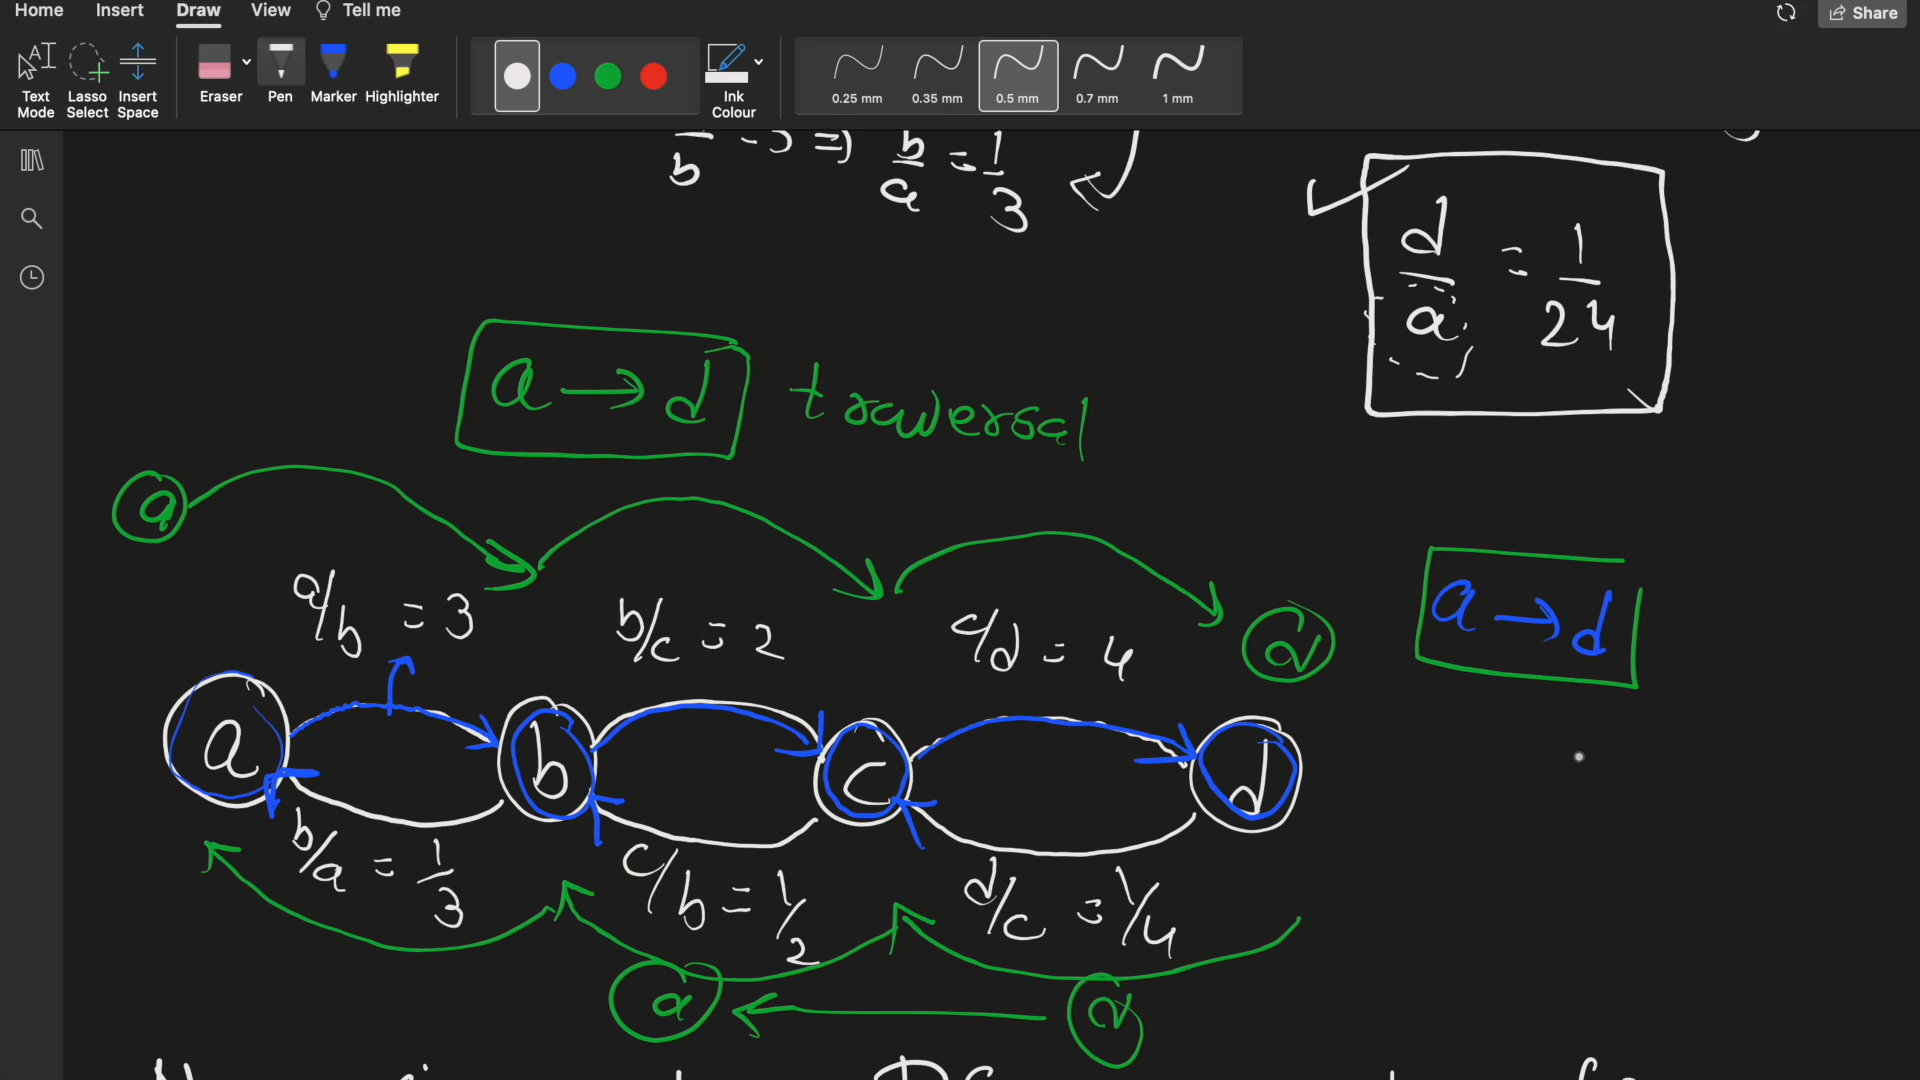 Home Insert Draw View Tell me
Share
Text Mode
Lasso Select
Insert Space
Eraser
Pen
Marker
Highlighter
Ink Colour
0.25 mm
0.35 mm
0.5 mm
0.7 mm
1 mm
b/a = 1/3
d/a = 1/24
a → d traversal
a
a/b = 3
b/c = 2
c/d = 4
d
a → d
a b c d
b/a = 1/3
c/b = 1/2
d/c = 1/4
a ← d